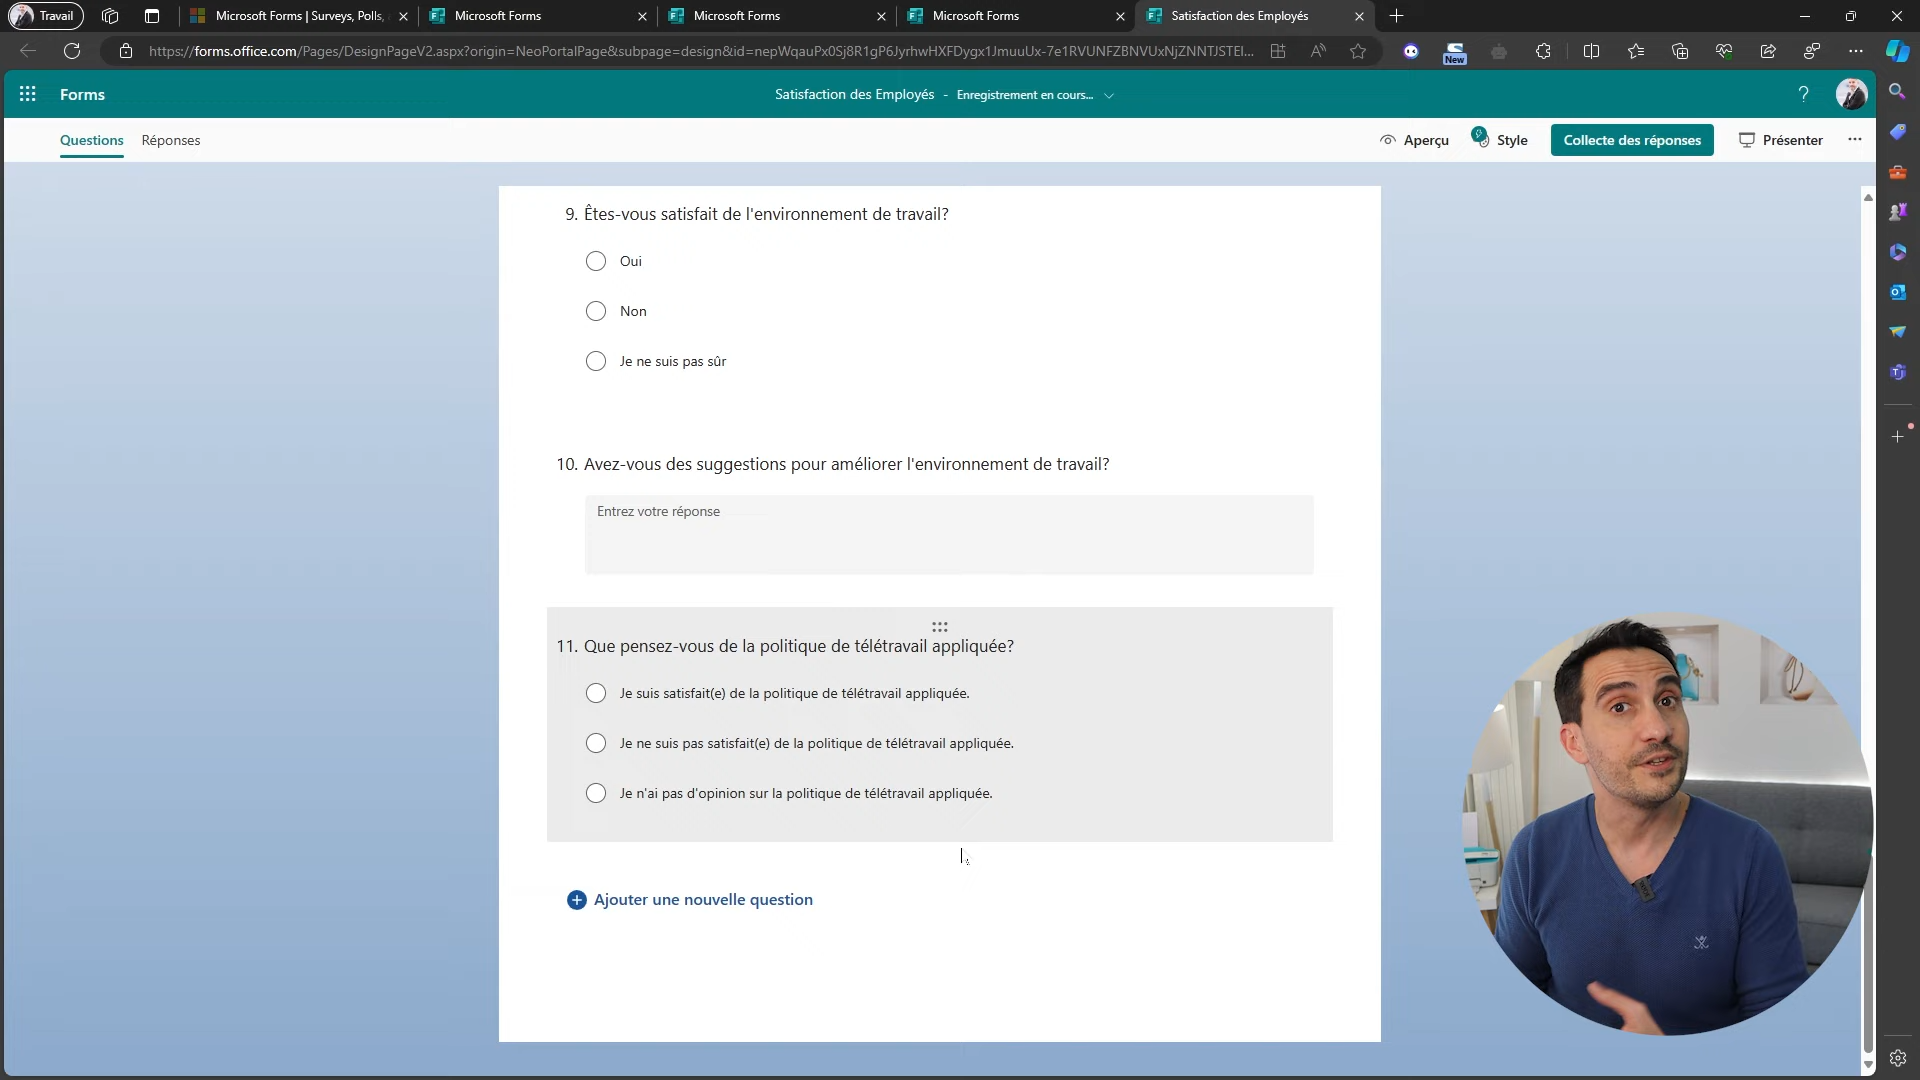 Travail
Microsoft Forms | Surveys, Polls,
Microsoft Forms
Microsoft Forms
Microsoft Forms
Satisfaction des Employés
https://forms.office.com/Pages/DesignPageV2.aspx?origin=NeoPortalPage&subpage=design&id=nepWqauPx0Sj8R1gP6JyrhwHXFDygx1JmuuUx-7e1RVUNFZBNVUxNjZNNTJSTEI...
New
Forms
Satisfaction des Employés - Enregistrement en cours...
?
Questions
Réponses
Aperçu
Style
Collecte des réponses
Présenter
9. Êtes-vous satisfait de l'environnement de travail?
Oui
Non
Je ne suis pas sûr
10. Avez-vous des suggestions pour améliorer l'environnement de travail?
Entrez votre réponse
11. Que pensez-vous de la politique de télétravail appliquée?
Je suis satisfait(e) de la politique de télétravail appliquée.
Je ne suis pas satisfait(e) de la politique de télétravail appliquée.
Je n'ai pas d'opinion sur la politique de télétravail appliquée.
Ajouter une nouvelle question